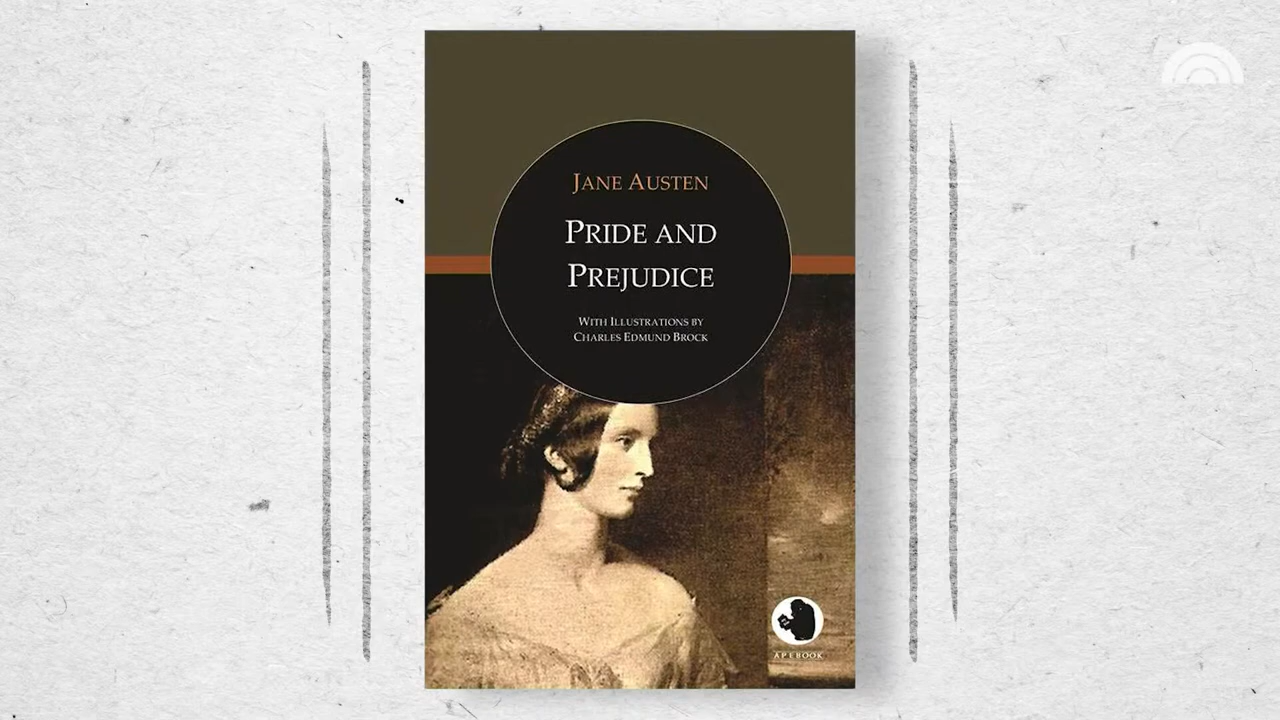 JANE AUSTEN
PRIDE AND
PREJUDICE
WITH ILLUSTRATIONS BY
CHARLES EDMUND BROCK
APEBOOK